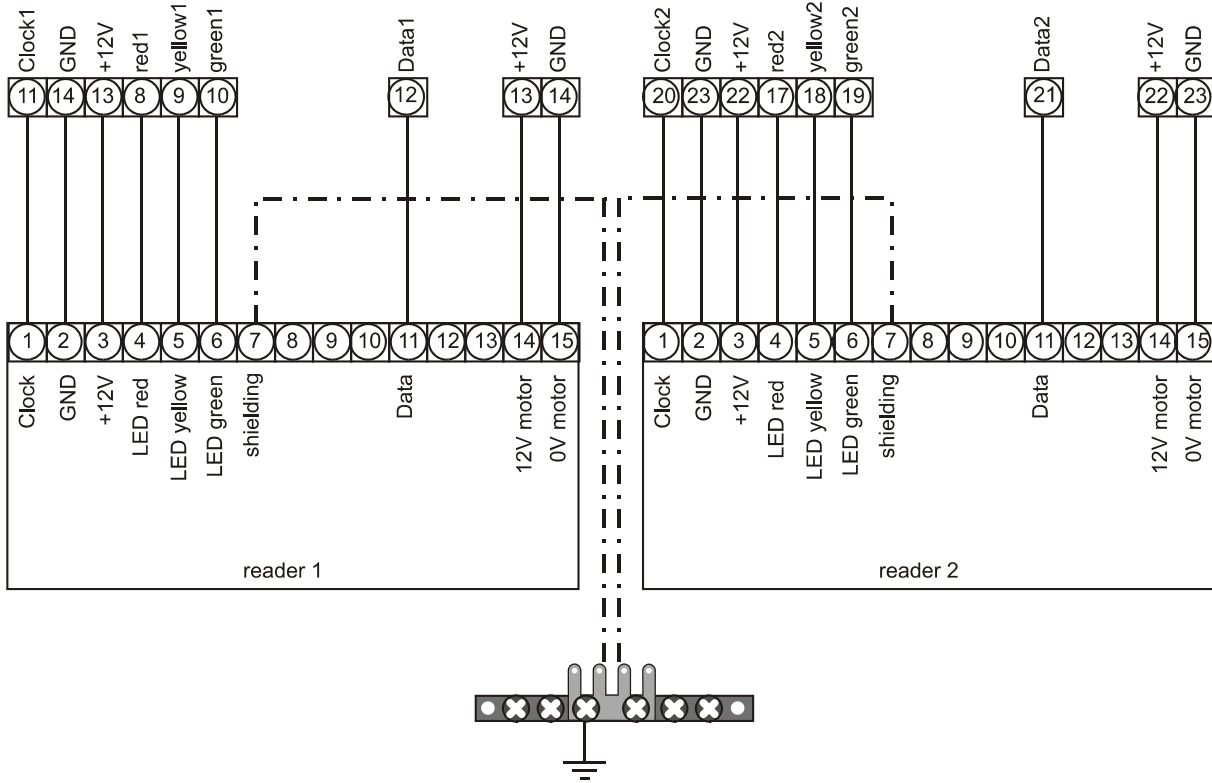 Clock1 GND +12V red1 yellow1 green1 Data1 +12V GND Clock2 GND +12V red2 yellow2 green2 Data2 +12V GND
11 14 13 8 9 10 12 13 14 20 23 22 17 18 19 21 22 23
1 2 3 4 5 6 7 8 9 10 11 12 13 14 15 1 2 3 4 5 6 7 8 9 10 11 12 13 14 15
Clock GND +12V LED red LED yellow LED green shielding Data 12V motor 0V motor Clock GND +12V LED red LED yellow LED green shielding Data 12V motor 0V motor
reader 1 reader 2